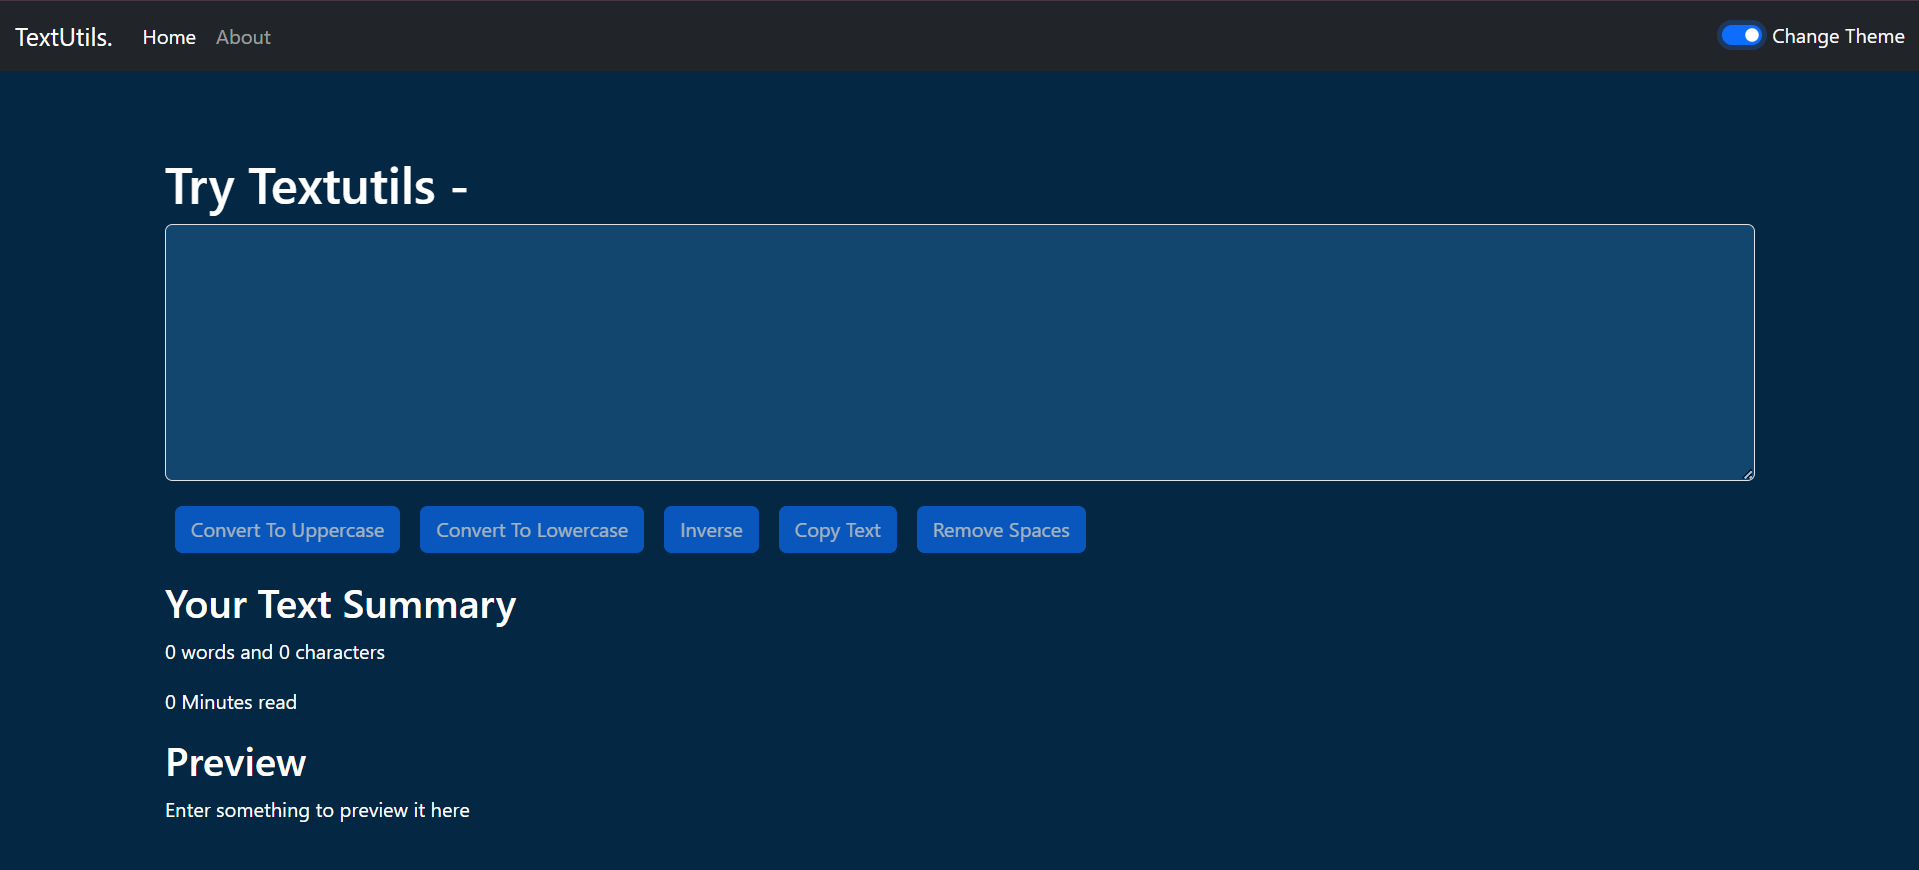 TextUtils. Home About Change Theme
Try Textutils -
Convert To Uppercase Convert To Lowercase Inverse Copy Text Remove Spaces
Your Text Summary
0 words and 0 characters
0 Minutes read
Preview
Enter something to preview it here